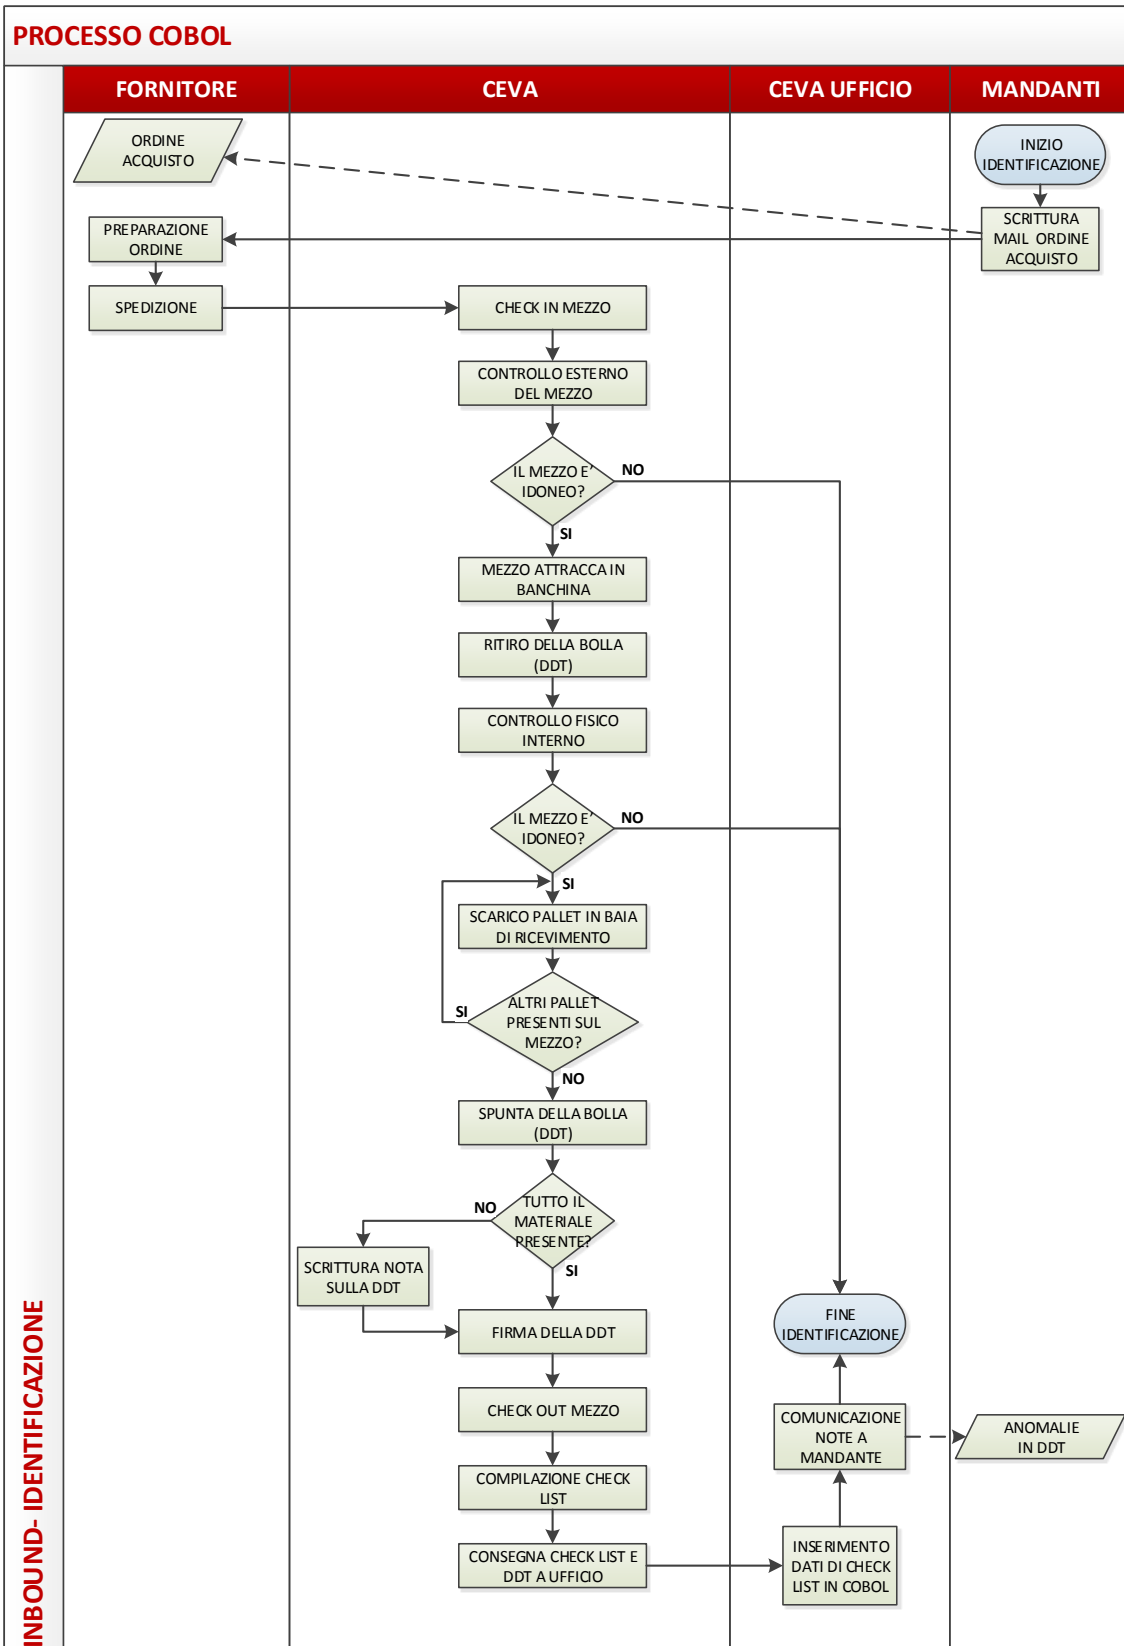 PROCESSO COBOL
FORNITORE
CEVA
CEVA UFFICIO
MANDANTI
ORDINE
ACQUISTO
INIZIO
IDENTIFICAZIONE
SCRITTURA
MAIL ORDINE
ACQUISTO
PREPARAZIONE
ORDINE
SPEDIZIONE
CHECK IN MEZZO
CONTROLLO ESTERNO
DEL MEZZO
IL MEZZO E'
IDONEO?
NO
SI
MEZZO ATTRACCA IN
BANCHINA
RITIRO DELLA BOLLA
(DDT)
CONTROLLO FISICO
INTERNO
IL MEZZO E'
IDONEO?
NO
SI
SCARICO PALLET IN BAIA
DI RICEVIMENTO
ALTRI PALLET
PRESENTI SUL
MEZZO?
SI
NO
SPUNTA DELLA BOLLA
(DDT)
TUTTO IL
MATERIALE
PRESENTE?
NO
SI
SCRITTURA NOTA
SULLA DDT
FIRMA DELLA DDT
FINE
IDENTIFICAZIONE
CHECK OUT MEZZO
COMUNICAZIONE
NOTE A
MANDANTE
ANOMALIE
IN DDT
COMPILAZIONE CHECK
LIST
CONSEGNA CHECK LIST E
DDT A UFFICIO
INSERIMENTO
DATI DI CHECK
LIST IN COBOL
INBOUND- IDENTIFICAZIONE